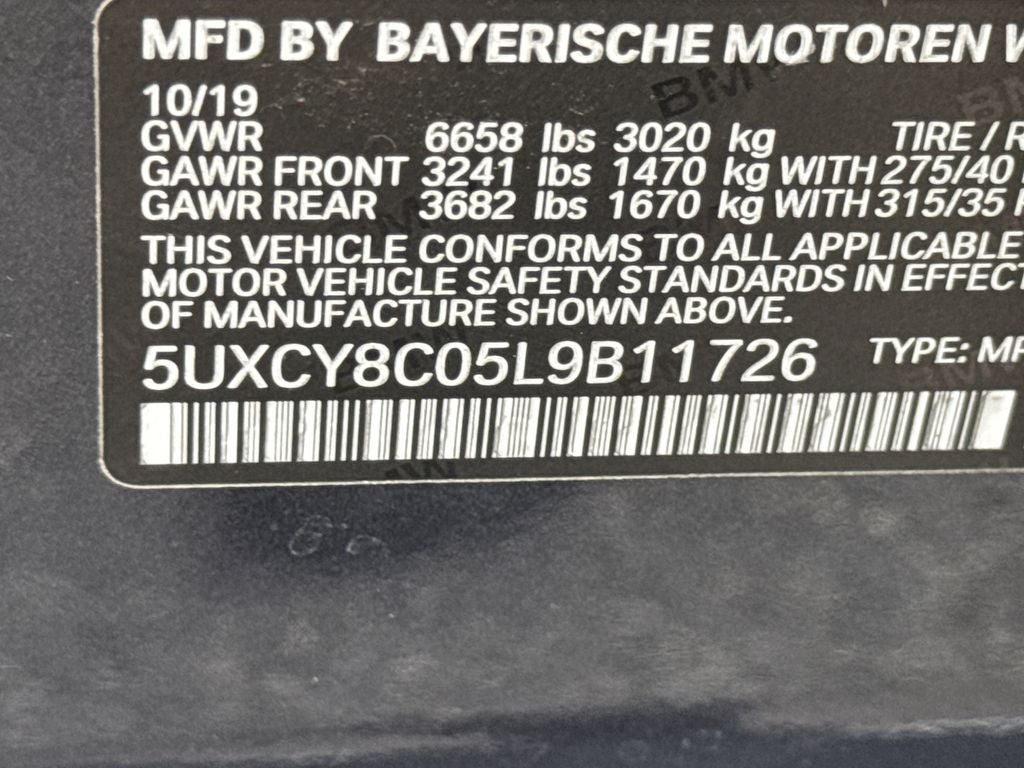 MFD BY BAYERISCHE MOTOREN W
10/19
GVWR 6658 lbs 3020 kg TIRE / R
GAWR FRONT 3241 lbs 1470 kg WITH 275/40
GAWR REAR 3682 lbs 1670 kg WITH 315/35
THIS VEHICLE CONFORMS TO ALL APPLICABLE
MOTOR VEHICLE SAFETY STANDARDS IN EFFECT
OF MANUFACTURE SHOWN ABOVE.
5UXCY8C05L9B11726 TYPE: MP